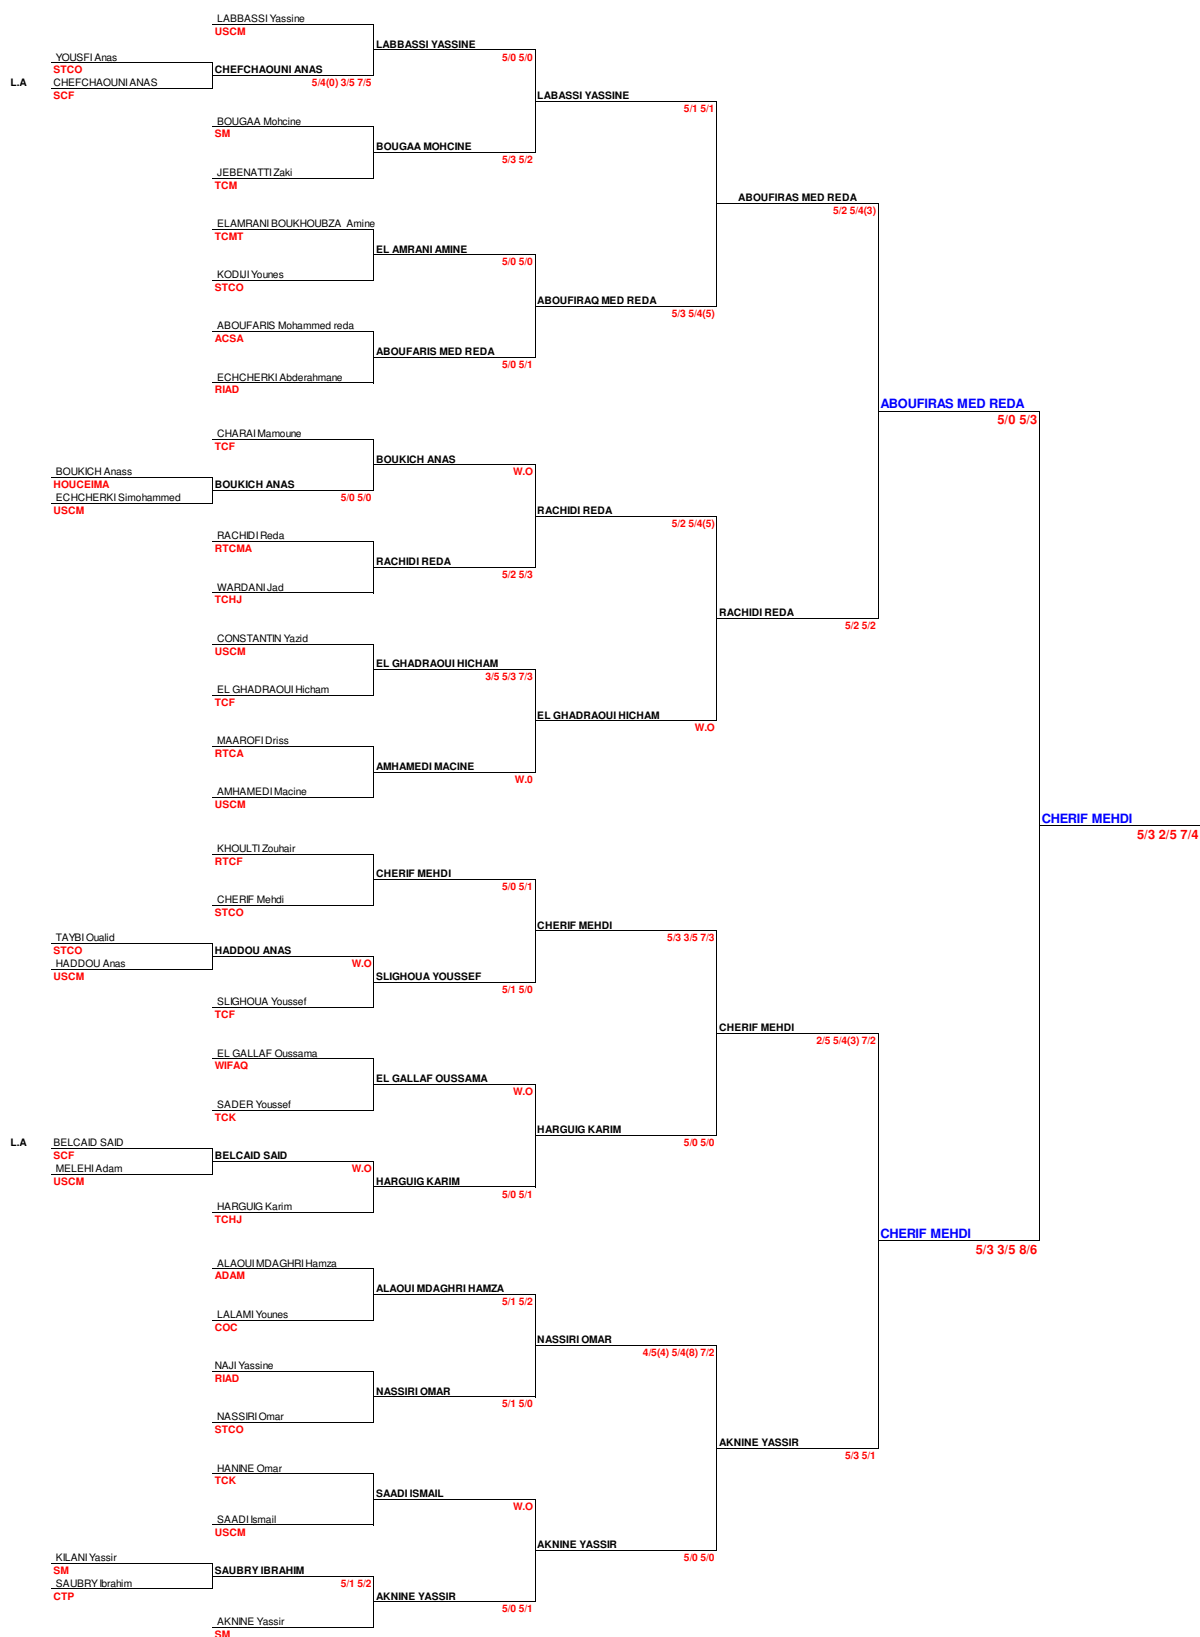 LABBASSI Yassine
USCM
LABBASSI YASSINE
5/0 5/0
YOUSFI Anas
STCO
CHEFCHAOUNI ANAS
5/4(0) 3/5 7/5
L.A
CHEFCHAOUNI ANAS
SCF
LABASSI YASSINE
5/1 5/1
BOUGAA Mohcine
SM
BOUGAA MOHCINE
5/3 5/2
JEBENATTI Zaki
TCM
ABOUFIRAS MED REDA
5/2 5/4(3)
ELAMRANI BOUKHOUBZA Amine
TCMT
EL AMRANI AMINE
5/0 5/0
KODIJI Younes
STCO
ABOUFIRAQ MED REDA
5/3 5/4(5)
ABOUFARIS Mohammed reda
ACSA
ABOUFARIS MED REDA
5/0 5/1
ECHCHERKI Abderahmane
RIAD
ABOUFIRAS MED REDA
5/0 5/3
CHARAI Mamoune
TCF
BOUKICH ANAS
W.O
BOUKICH Anass
HOUCEIMA
BOUKICH ANAS
5/0 5/0
ECHCHERKI Simohammed
USCM
RACHIDI REDA
5/2 5/4(5)
RACHIDI Reda
RTCMA
RACHIDI REDA
5/2 5/3
WARDANI Jad
TCHJ
RACHIDI REDA
5/2 5/2
CONSTANTIN Yazid
USCM
EL GHADRAOUI HICHAM
3/5 5/3 7/3
EL GHADRAOUI Hicham
TCF
EL GHADRAOUI HICHAM
W.O
MAAROFI Driss
RTCA
AMHAMEDI MACINE
W.0
AMHAMEDI Macine
USCM
CHERIF MEHDI
5/3 2/5 7/4
KHOULTI Zouhair
RTCF
CHERIF MEHDI
5/0 5/1
CHERIF Mehdi
STCO
CHERIF MEHDI
5/3 3/5 7/3
TAYBI Oualid
STCO
HADDOU ANAS
W.O
HADDOU Anas
USCM
SLIGHOUA YOUSSEF
5/1 5/0
SLIGHOUA Youssef
TCF
CHERIF MEHDI
2/5 5/4(3) 7/2
EL GALLAF Oussama
WIFAQ
EL GALLAF OUSSAMA
W.O
SADER Youssef
TCK
HARGUIG KARIM
5/0 5/0
L.A
BELCAID SAID
SCF
BELCAID SAID
W.O
MELEHI Adam
USCM
HARGUIG KARIM
5/0 5/1
HARGUIG Karim
TCHJ
CHERIF MEHDI
5/3 3/5 8/6
ALAOUI MDAGHRI Hamza
ADAM
ALAOUI MDAGHRI HAMZA
5/1 5/2
LALAMI Younes
COC
NASSIRI OMAR
4/5(4) 5/4(8) 7/2
NAJI Yassine
RIAD
NASSIRI OMAR
5/1 5/0
NASSIRI Omar
STCO
AKNINE YASSIR
5/3 5/1
HANINE Omar
TCK
SAADI ISMAIL
W.O
SAADI Ismail
USCM
AKNINE YASSIR
5/0 5/0
KILANI Yassir
SM
SAUBRY IBRAHIM
5/1 5/2
SAUBRY Ibrahim
CTP
AKNINE YASSIR
5/0 5/1
AKNINE Yassir
SM